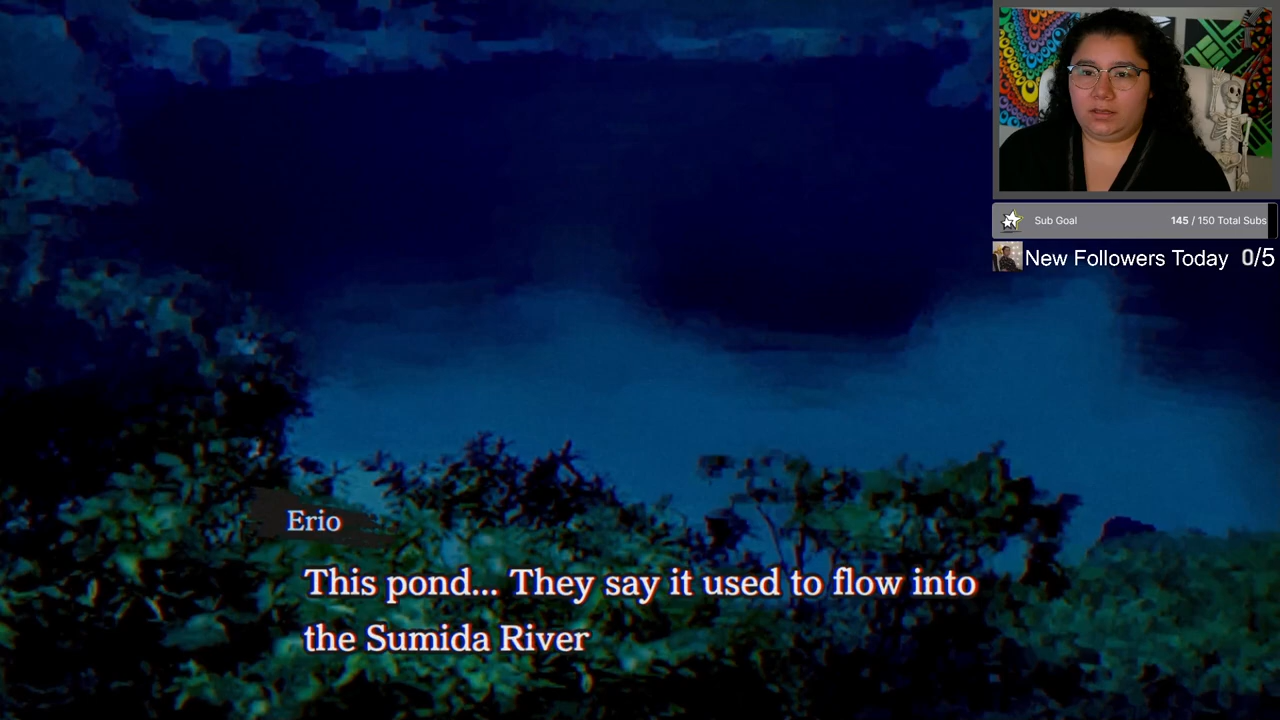 Sub Goal 145 / 150 Total Subs
New Followers Today 0/5
Erio
This pond... They say it used to flow into
the Sumida River